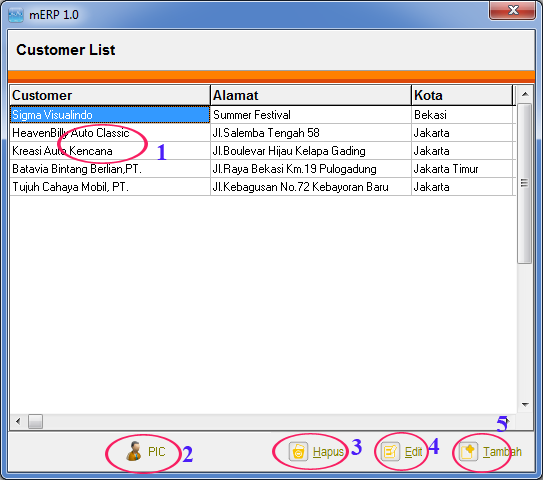 mERP 1.0
Customer List
Customer Alamat Kota
Sigma Visualindo Summer Festival Bekasi
HeavenBilly Auto Classic Jl.Salemba Tengah 58 Jakarta
Kreasi Auto Kencana Jl.Boulevar Hijau Kelapa Gading Jakarta
1
Batavia Bintang Berlian,PT. Jl.Raya Bekasi Km.19 Pulogadung Jakarta Timur
Tujuh Cahaya Mobil, PT. Jl.Kebagusan No.72 Kebayoran Baru Jakarta
PIC 2 Hapus 3 Edit 4 Tambah 5